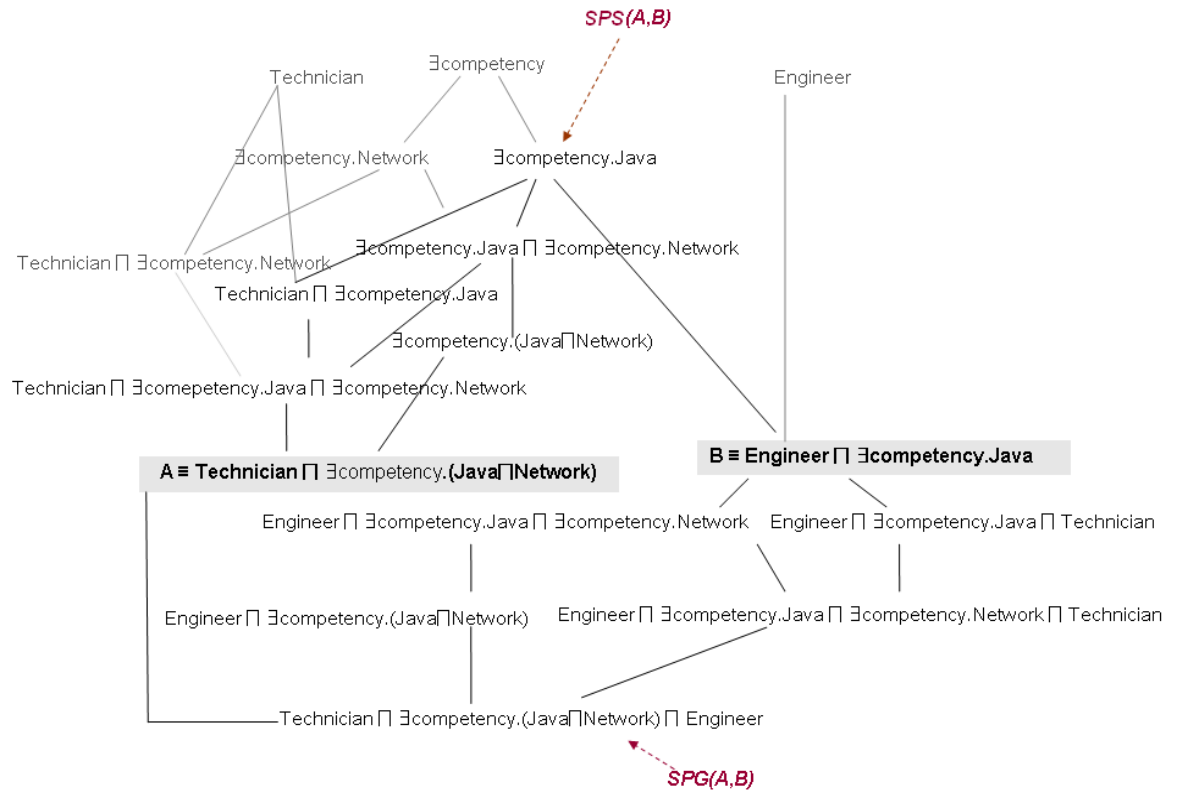 SPS(A,B)
∃competency
Technician
Engineer
∃competency.Network
∃competency.Java
∃competency.Java ∏ ∃competency.Network
Technician ∏ ∃competency.Network
Technician ∏ ∃competency.Java
∃competency.(Java∏Network)
Technician ∏ ∃comepetency.Java ∏ ∃competency.Network
A ≡ Technician ∏ ∃competency.(Java∏Network)
B ≡ Engineer ∏ ∃competency.Java
Engineer ∏ ∃competency.Java ∏ ∃competency.Network
Engineer ∏ ∃competency.Java ∏ Technician
Engineer ∏ ∃competency.(Java∏Network)
Engineer ∏ ∃competency.Java ∏ ∃competency.Network ∏ Technician
Technician ∏ ∃competency.(Java∏Network) ∏ Engineer
SPG(A,B)